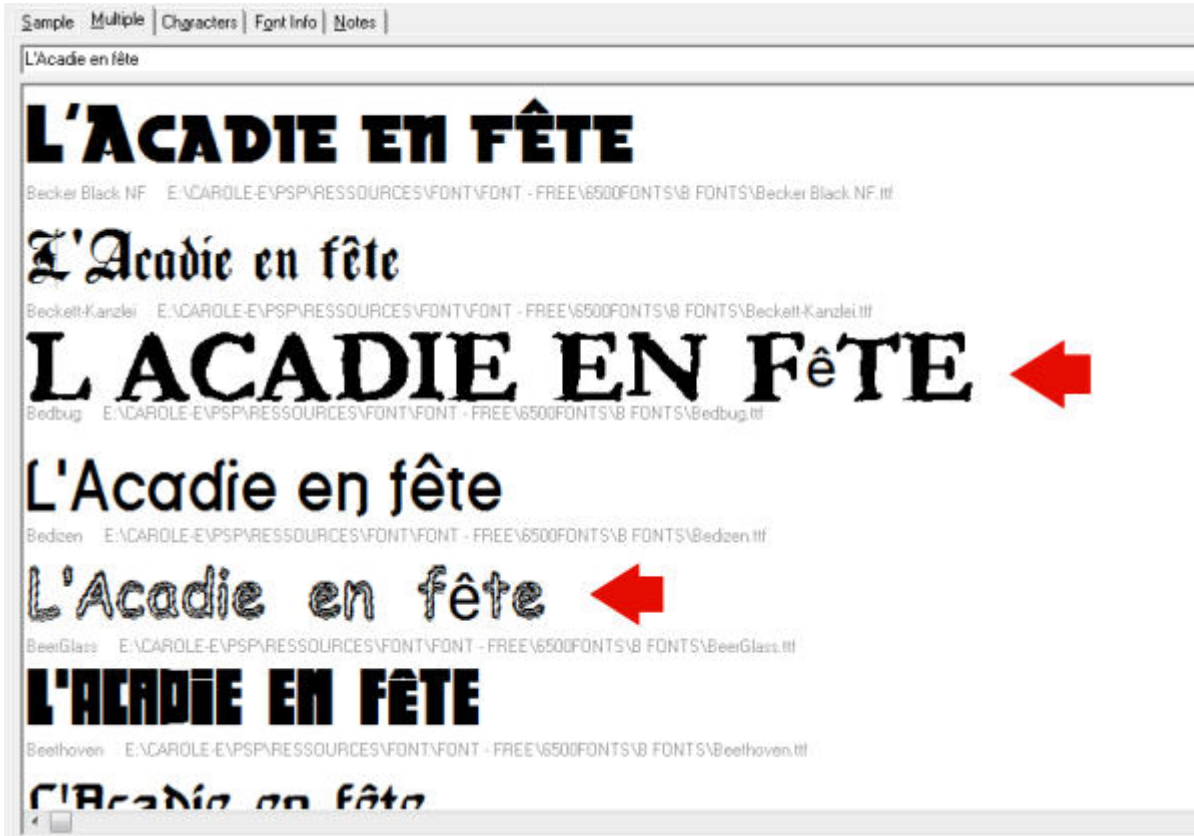 Sample Multiple Characters Font Info Notes
L'Acadie en fête
L'ACADIE EN FÊTE
Becker Black NF E:\CAROLE-E\PSP\RESSOURCES\FONT\FONT - FREE\6500FONTS\B FONTS\Becker Black NF.ttf
L'Acadie en fête
Beckett-Kanzlei E:\CAROLE-E\PSP\RESSOURCES\FONT\FONT - FREE\6500FONTS\B FONTS\Beckett-Kanzlei.ttf
L ACADIE EN FêTE
Bedbug E:\CAROLE-E\PSP\RESSOURCES\FONT\FONT - FREE\6500FONTS\B FONTS\Bedbug.ttf
L'Acadie en fête
Bedizen E:\CAROLE-E\PSP\RESSOURCES\FONT\FONT - FREE\6500FONTS\B FONTS\Bedizen.ttf
L'Acadie en fête
BeerGlass E:\CAROLE-E\PSP\RESSOURCES\FONT\FONT - FREE\6500FONTS\B FONTS\BeerGlass.ttf
L'ACADIE EN FÊTE
Beethoven E:\CAROLE-E\PSP\RESSOURCES\FONT\FONT - FREE\6500FONTS\B FONTS\Beethoven.ttf
L'Acadie en fête